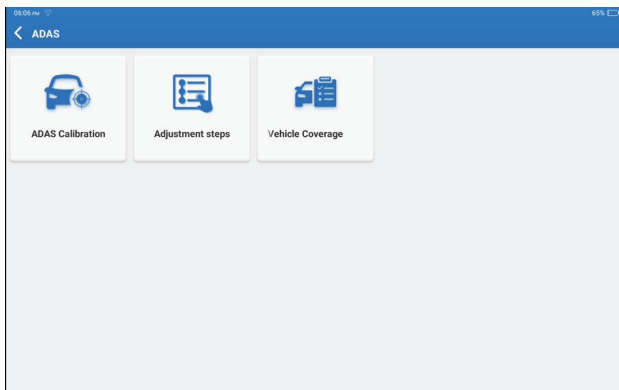 06:06 PM 65%
ADAS
ADAS Calibration Adjustment steps Vehicle Coverage